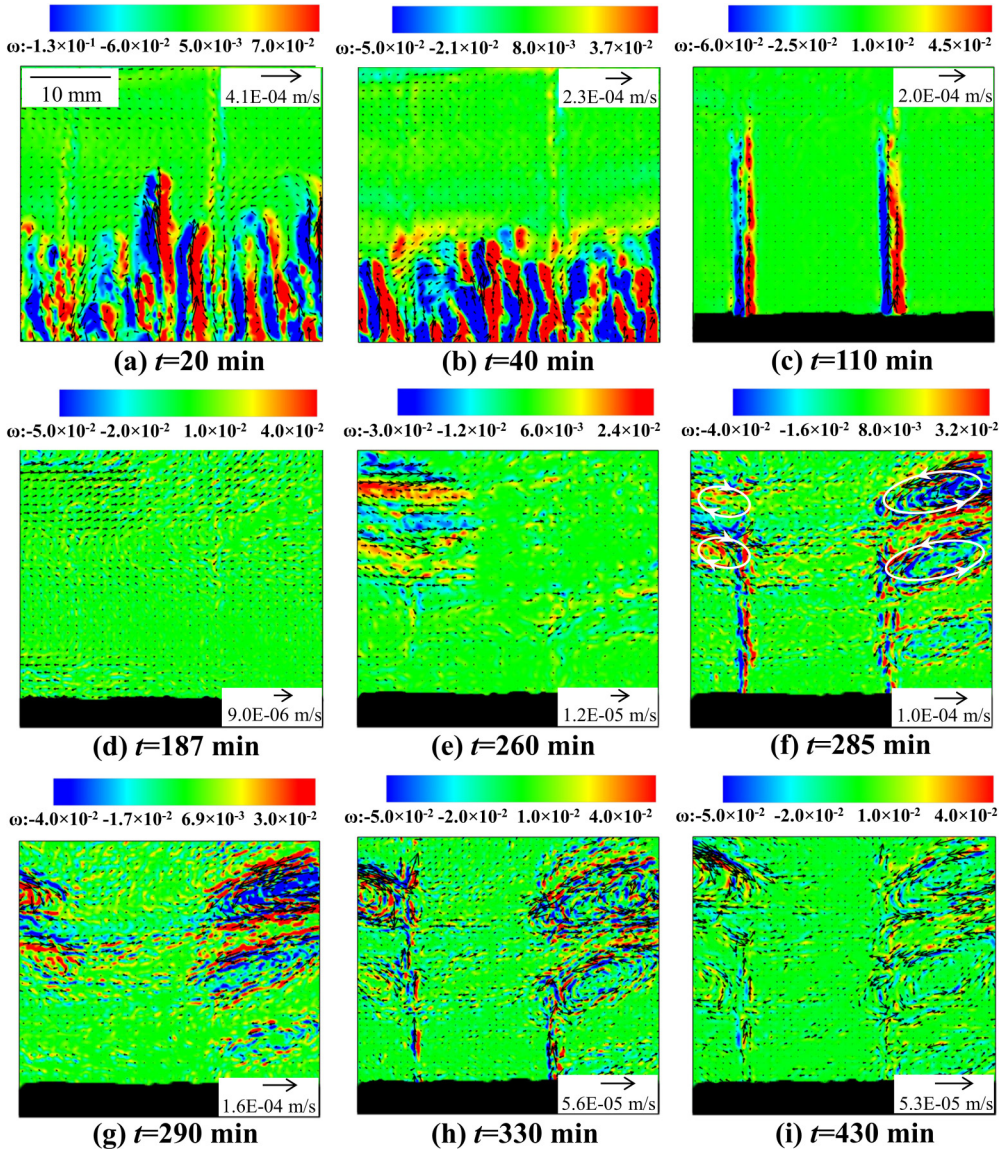 ω:-1.3×10⁻¹ -6.0×10⁻² 5.0×10⁻³ 7.0×10⁻²
ω:-5.0×10⁻² -2.1×10⁻² 8.0×10⁻³ 3.7×10⁻²
ω:-6.0×10⁻² -2.5×10⁻² 1.0×10⁻² 4.5×10⁻²
10 mm
4.1E-04 m/s
2.3E-04 m/s
2.0E-04 m/s
(a) t=20 min
(b) t=40 min
(c) t=110 min
ω:-5.0×10⁻² -2.0×10⁻² 1.0×10⁻² 4.0×10⁻²
ω:-3.0×10⁻² -1.2×10⁻² 6.0×10⁻³ 2.4×10⁻²
ω:-4.0×10⁻² -1.6×10⁻² 8.0×10⁻³ 3.2×10⁻²
9.0E-06 m/s
1.2E-05 m/s
1.0E-04 m/s
(d) t=187 min
(e) t=260 min
(f) t=285 min
ω:-4.0×10⁻² -1.7×10⁻² 6.9×10⁻³ 3.0×10⁻²
ω:-5.0×10⁻² -2.0×10⁻² 1.0×10⁻² 4.0×10⁻²
ω:-5.0×10⁻² -2.0×10⁻² 1.0×10⁻² 4.0×10⁻²
1.6E-04 m/s
5.6E-05 m/s
5.3E-05 m/s
(g) t=290 min
(h) t=330 min
(i) t=430 min